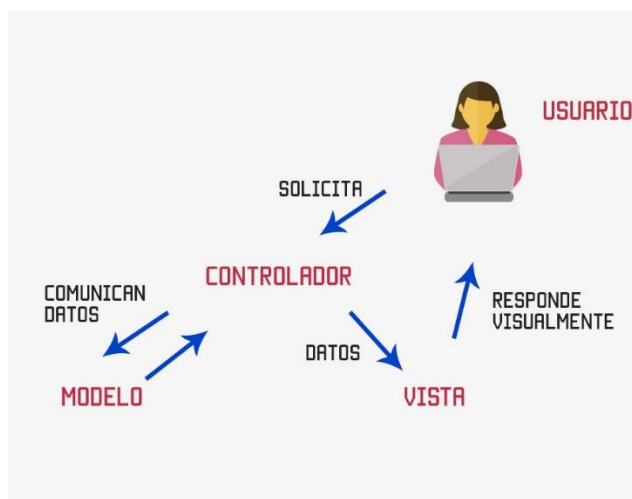 USUARIO
SOLICITA
CONTROLADOR
COMUNICAN
DATOS
RESPONDE
VISUALMENTE
DATOS
MODELO
VISTA